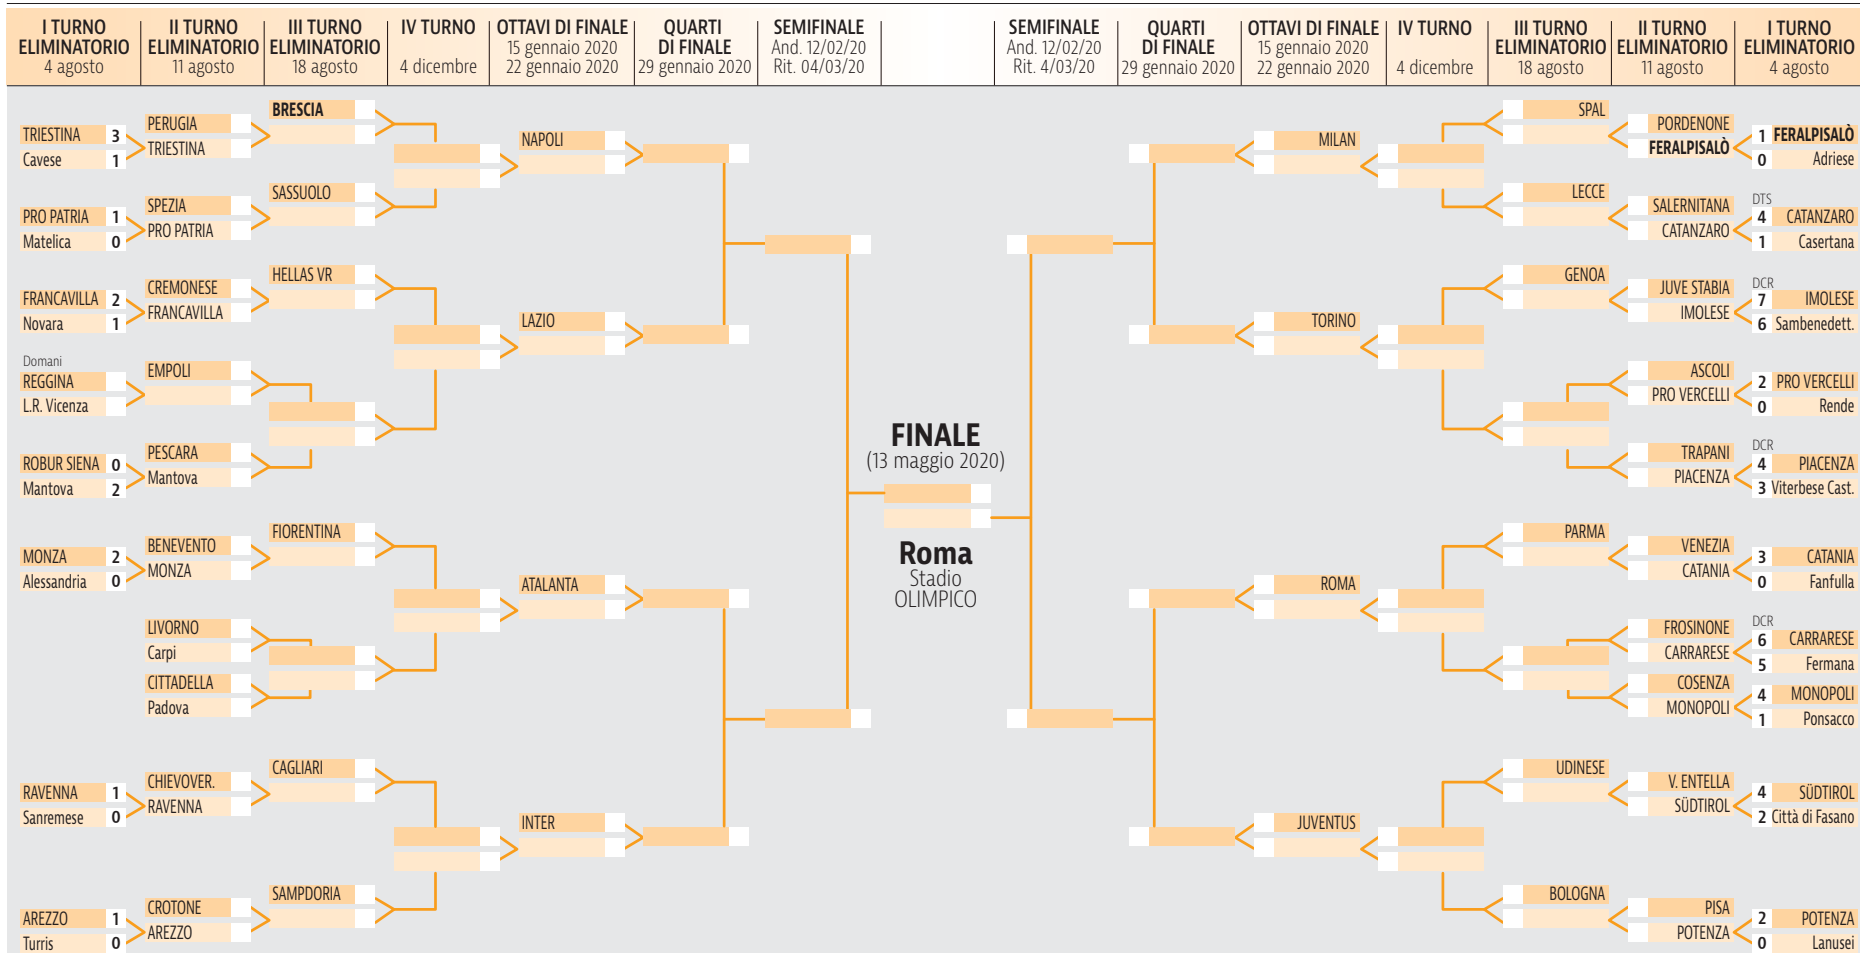 I TURNO
ELIMINATORIO
4 agosto
II TURNO
ELIMINATORIO
11 agosto
III TURNO
ELIMINATORIO
18 agosto
IV TURNO
4 dicembre
OTTAVI DI FINALE
15 gennaio 2020
22 gennaio 2020
QUARTI
DI FINALE
29 gennaio 2020
SEMIFINALE
And. 12/02/20
Rit. 04/03/20
SEMIFINALE
And. 12/02/20
Rit. 4/03/20
QUARTI
DI FINALE
29 gennaio 2020
OTTAVI DI FINALE
15 gennaio 2020
22 gennaio 2020
IV TURNO
4 dicembre
III TURNO
ELIMINATORIO
18 agosto
II TURNO
ELIMINATORIO
11 agosto
I TURNO
ELIMINATORIO
4 agosto
TRIESTINA 3
Cavese 1
PRO PATRIA 1
Matelica 0
FRANCAVILLA 2
Novara 1
Domani
REGGINA
L.R. Vicenza
ROBUR SIENA 0
Mantova 2
MONZA 2
Alessandria 0
RAVENNA 1
Sanremese 0
AREZZO 1
Turris 0
PERUGIA
TRIESTINA
SPEZIA
PRO PATRIA
CREMONESE
FRANCAVILLA
EMPOLI
PESCARA
Mantova
BENEVENTO
MONZA
LIVORNO
Carpi
CITTADELLA
Padova
CHIEVOVER.
RAVENNA
CROTONE
AREZZO
BRESCIA
SASSUOLO
HELLAS VR
FIORENTINA
CAGLIARI
SAMPDORIA
NAPOLI
LAZIO
ATALANTA
INTER
FINALE
(13 maggio 2020)
Roma
Stadio
OLIMPICO
MILAN
TORINO
ROMA
JUVENTUS
SPAL
LECCE
GENOA
PARMA
UDINESE
BOLOGNA
PORDENONE
FERALPISALÒ
SALERNITANA
CATANZARO
JUVE STABIA
IMOLESE
ASCOLI
PRO VERCELLI
TRAPANI
PIACENZA
VENEZIA
CATANIA
FROSINONE
CARRARESE
COSENZA
MONOPOLI
V. ENTELLA
SÜDTIROL
PISA
POTENZA
1 FERALPISALÒ
0 Adriese
DTS
4 CATANZARO
1 Casertana
DCR
7 IMOLESE
6 Sambenedett.
2 PRO VERCELLI
0 Rende
DCR
4 PIACENZA
3 Viterbese Cast.
3 CATANIA
0 Fanfulla
DCR
6 CARRARESE
5 Fermana
4 MONOPOLI
1 Ponsacco
4 SÜDTIROL
2 Città di Fasano
2 POTENZA
0 Lanusei